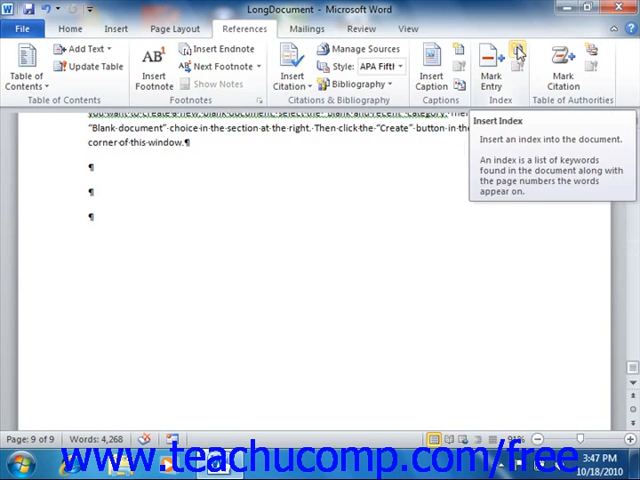 LongDocument - Microsoft Word
File Home Insert Page Layout References Mailings Review View
Add Text
Update Table
Table of Contents
Table of Contents
AB¹
Insert Footnote
Insert Endnote
Next Footnote
Show Notes
Footnotes
Insert Citation
Manage Sources
Style: APA Fift
Bibliography
Citations & Bibliography
Insert Caption
Captions
Mark Entry
Index
Mark Citation
Table of Authorities
Insert Index
Insert an index into the document.
An index is a list of keywords
found in the document along with
the page numbers the words
appear on.
you want to create a new, blank document, select the "Blank and recent" category.
"Blank document" choice in the section at the right. Then click the "Create" button in the
corner of this window.¶
¶
¶
¶
Page: 9 of 9 Words: 4,268 91%
www.teachucomp.com/free
3:47 PM
10/18/2010